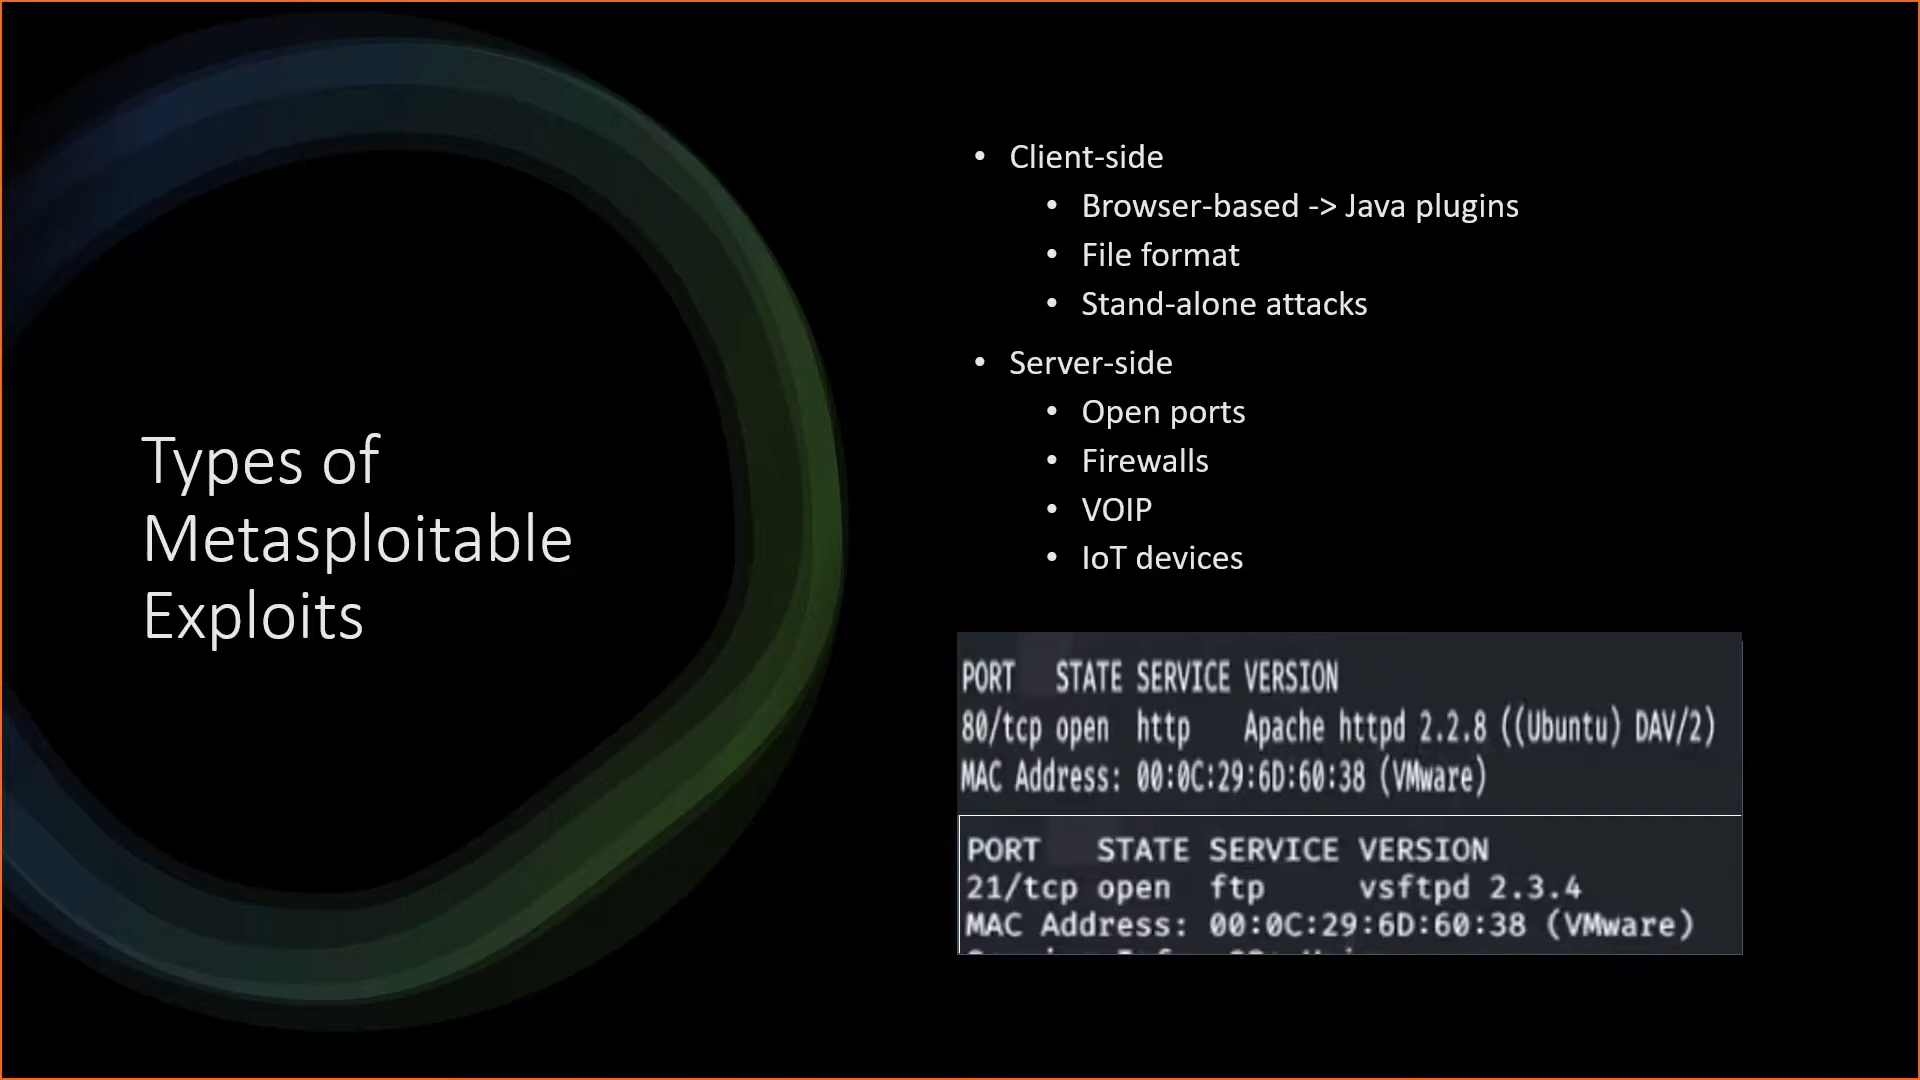 Types of
Metasploitable
Exploits
• Client-side
• Browser-based -> Java plugins
• File format
• Stand-alone attacks
• Server-side
• Open ports
• Firewalls
• VOIP
• IoT devices
PORT STATE SERVICE VERSION
80/tcp open http Apache httpd 2.2.8 ((Ubuntu) DAV/2)
MAC Address: 00:0C:29:6D:60:38 (VMware)
PORT STATE SERVICE VERSION
21/tcp open ftp vsftpd 2.3.4
MAC Address: 00:0C:29:6D:60:38 (VMware)